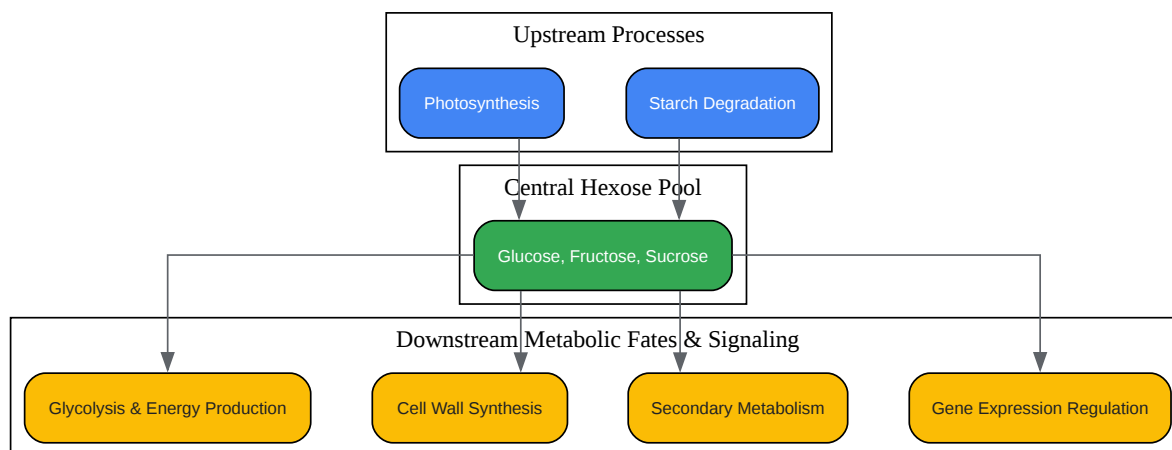 Upstream Processes
Photosynthesis
Starch Degradation
Central Hexose Pool
Glucose, Fructose, Sucrose
Downstream Metabolic Fates & Signaling
Glycolysis & Energy Production
Cell Wall Synthesis
Secondary Metabolism
Gene Expression Regulation